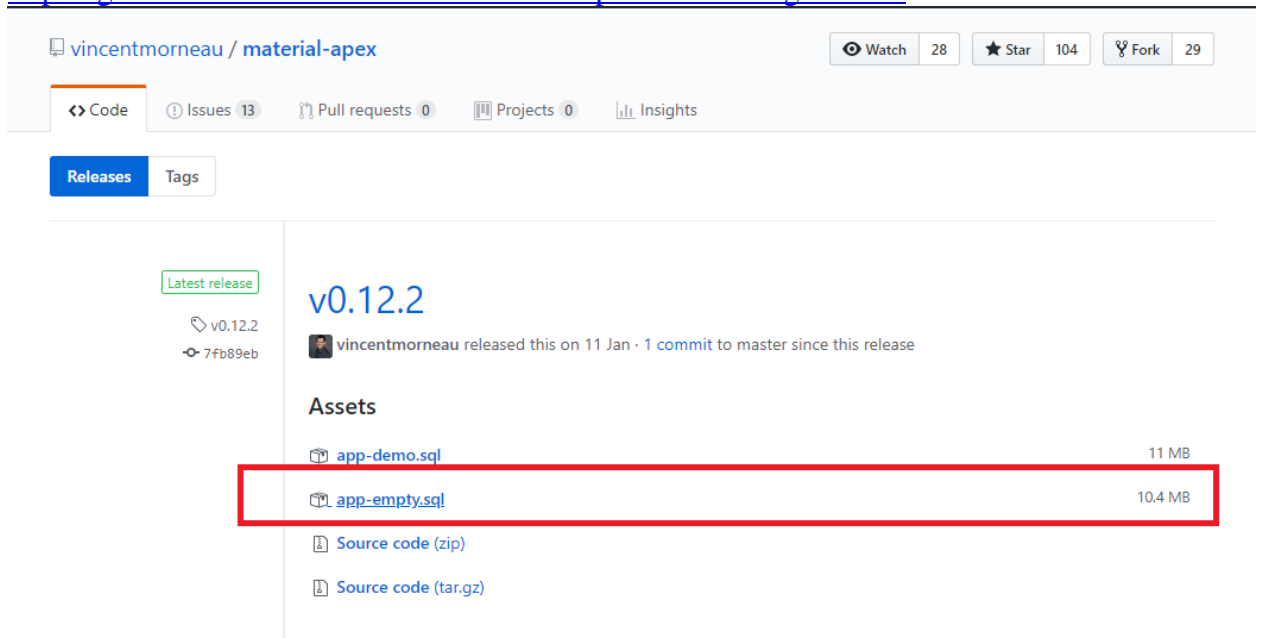 vincentmorneau / material-apex
Watch 28 Star 104 Fork 29
Code Issues 13 Pull requests 0 Projects 0 Insights
Releases Tags
Latest release
v0.12.2
7fb89eb
v0.12.2
vincentmorneau released this on 11 Jan · 1 commit to master since this release
Assets
app-demo.sql 11 MB
app-empty.sql 10.4 MB
Source code (zip)
Source code (tar.gz)